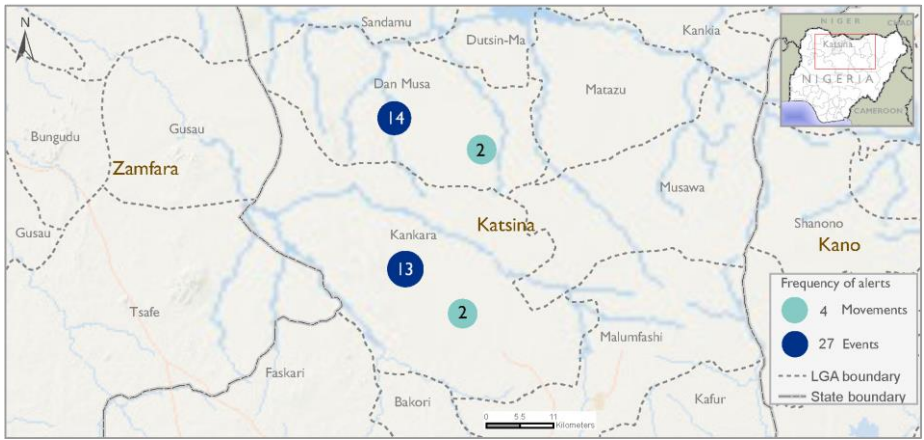 N
Sandamu
Dutsin-Ma
Kankia
NIGER
CHAD
Katsina
NIGERIA
CAMEROON
Dan Musa
Matazu
14
2
Bungudu
Gusau
Zamfara
Musawa
Shanono
Kano
Gusau
Kankara
Katsina
13
2
Tsafe
Malumfashi
Faskari
Bakori
Kafur
Frequency of alerts
4 Movements
27 Events
LGA boundary
State boundary
0 5.5 11
Kilometers